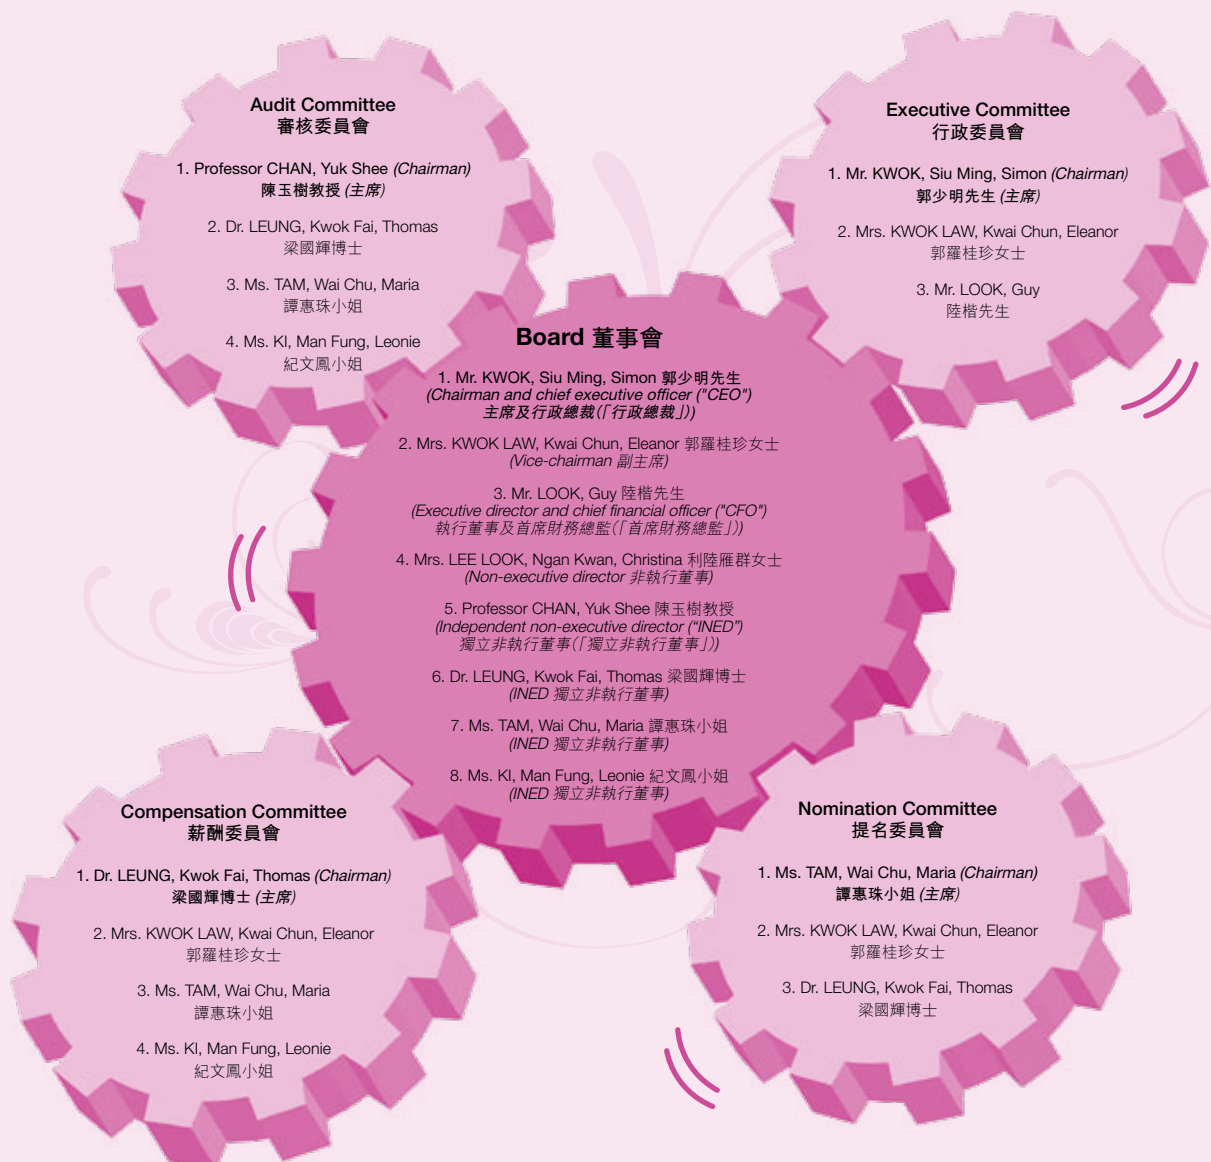 Audit Committee
審核委員會
1. Professor CHAN, Yuk Shee (Chairman)
陳玉樹教授 (主席)
2. Dr. LEUNG, Kwok Fai, Thomas
梁國輝博士
3. Ms. TAM, Wai Chu, Maria
譚惠珠小姐
4. Ms. KI, Man Fung, Leonie
紀文鳳小姐
Executive Committee
行政委員會
1. Mr. KWOK, Siu Ming, Simon (Chairman)
郭少明先生 (主席)
2. Mrs. KWOK LAW, Kwai Chun, Eleanor
郭羅桂珍女士
3. Mr. LOOK, Guy
陸楷先生
Board 董事會
1. Mr. KWOK, Siu Ming, Simon 郭少明先生
(Chairman and chief executive officer ("CEO")
主席及行政總裁(「行政總裁」))
2. Mrs. KWOK LAW, Kwai Chun, Eleanor 郭羅桂珍女士
(Vice-chairman 副主席)
3. Mr. LOOK, Guy 陸楷先生
(Executive director and chief financial officer ("CFO")
執行董事及首席財務總監(「首席財務總監」))
4. Mrs. LEE LOOK, Ngan Kwan, Christina 利陸雁群女士
(Non-executive director 非執行董事)
5. Professor CHAN, Yuk Shee 陳玉樹教授
(Independent non-executive director (“INED”)
獨立非執行董事(「獨立非執行董事」))
6. Dr. LEUNG, Kwok Fai, Thomas 梁國輝博士
(INED 獨立非執行董事)
7. Ms. TAM, Wai Chu, Maria 譚惠珠小姐
(INED 獨立非執行董事)
8. Ms. KI, Man Fung, Leonie 紀文鳳小姐
(INED 獨立非執行董事)
Compensation Committee
薪酬委員會
1. Dr. LEUNG, Kwok Fai, Thomas (Chairman)
梁國輝博士 (主席)
2. Mrs. KWOK LAW, Kwai Chun, Eleanor
郭羅桂珍女士
3. Ms. TAM, Wai Chu, Maria
譚惠珠小姐
4. Ms. KI, Man Fung, Leonie
紀文鳳小姐
Nomination Committee
提名委員會
1. Ms. TAM, Wai Chu, Maria (Chairman)
譚惠珠小姐 (主席)
2. Mrs. KWOK LAW, Kwai Chun, Eleanor
郭羅桂珍女士
3. Dr. LEUNG, Kwok Fai, Thomas
梁國輝博士